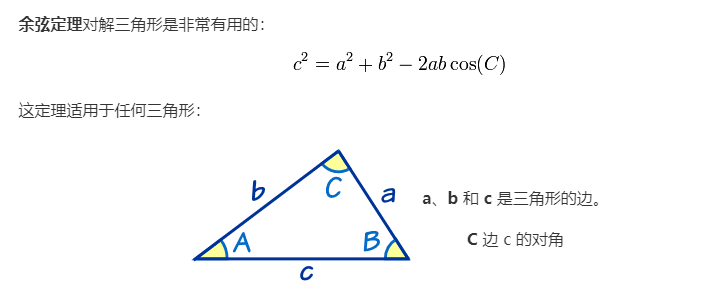 余弦定理对解三角形是非常有用的：
c² = a² + b² − 2ab cos(C)
这定理适用于任何三角形：
b
C
a
a、b 和 c 是三角形的边。
A
B
C 边 c 的对角
c